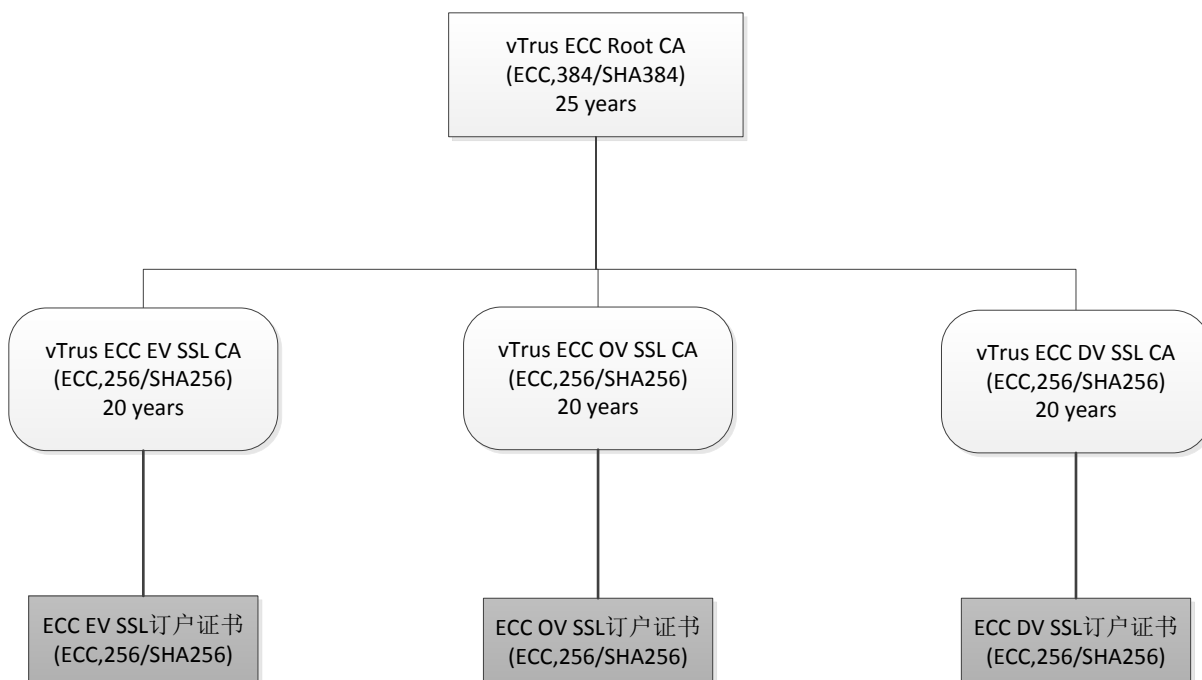 vTrus ECC Root CA
(ECC,384/SHA384)
25 years
vTrus ECC EV SSL CA
(ECC,256/SHA256)
20 years
vTrus ECC OV SSL CA
(ECC,256/SHA256)
20 years
vTrus ECC DV SSL CA
(ECC,256/SHA256)
20 years
ECC EV SSL订户证书
(ECC,256/SHA256)
ECC OV SSL订户证书
(ECC,256/SHA256)
ECC DV SSL订户证书
(ECC,256/SHA256)